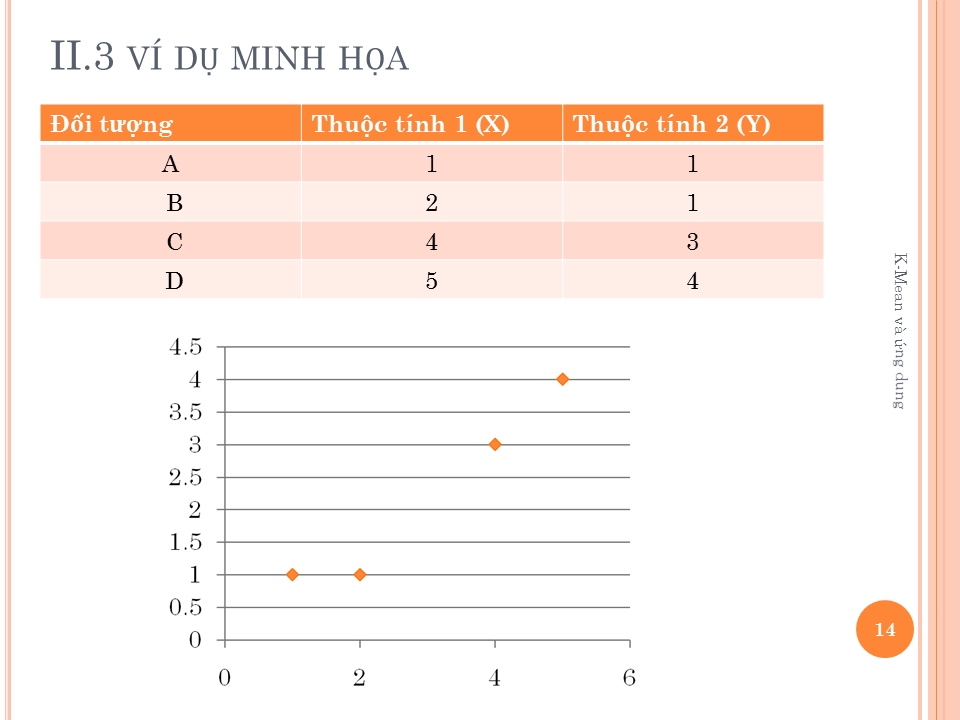 II.3 VÍ DỤ MINH HỌA
Đối tượng Thuộc tính 1 (X) Thuộc tính 2 (Y)
A 1 1
B 2 1
C 4 3
D 5 4
K-Mean và ứng dung
4.5
4
3.5
3
2.5
2
1.5
1
0.5
0
0 2 4 6
14